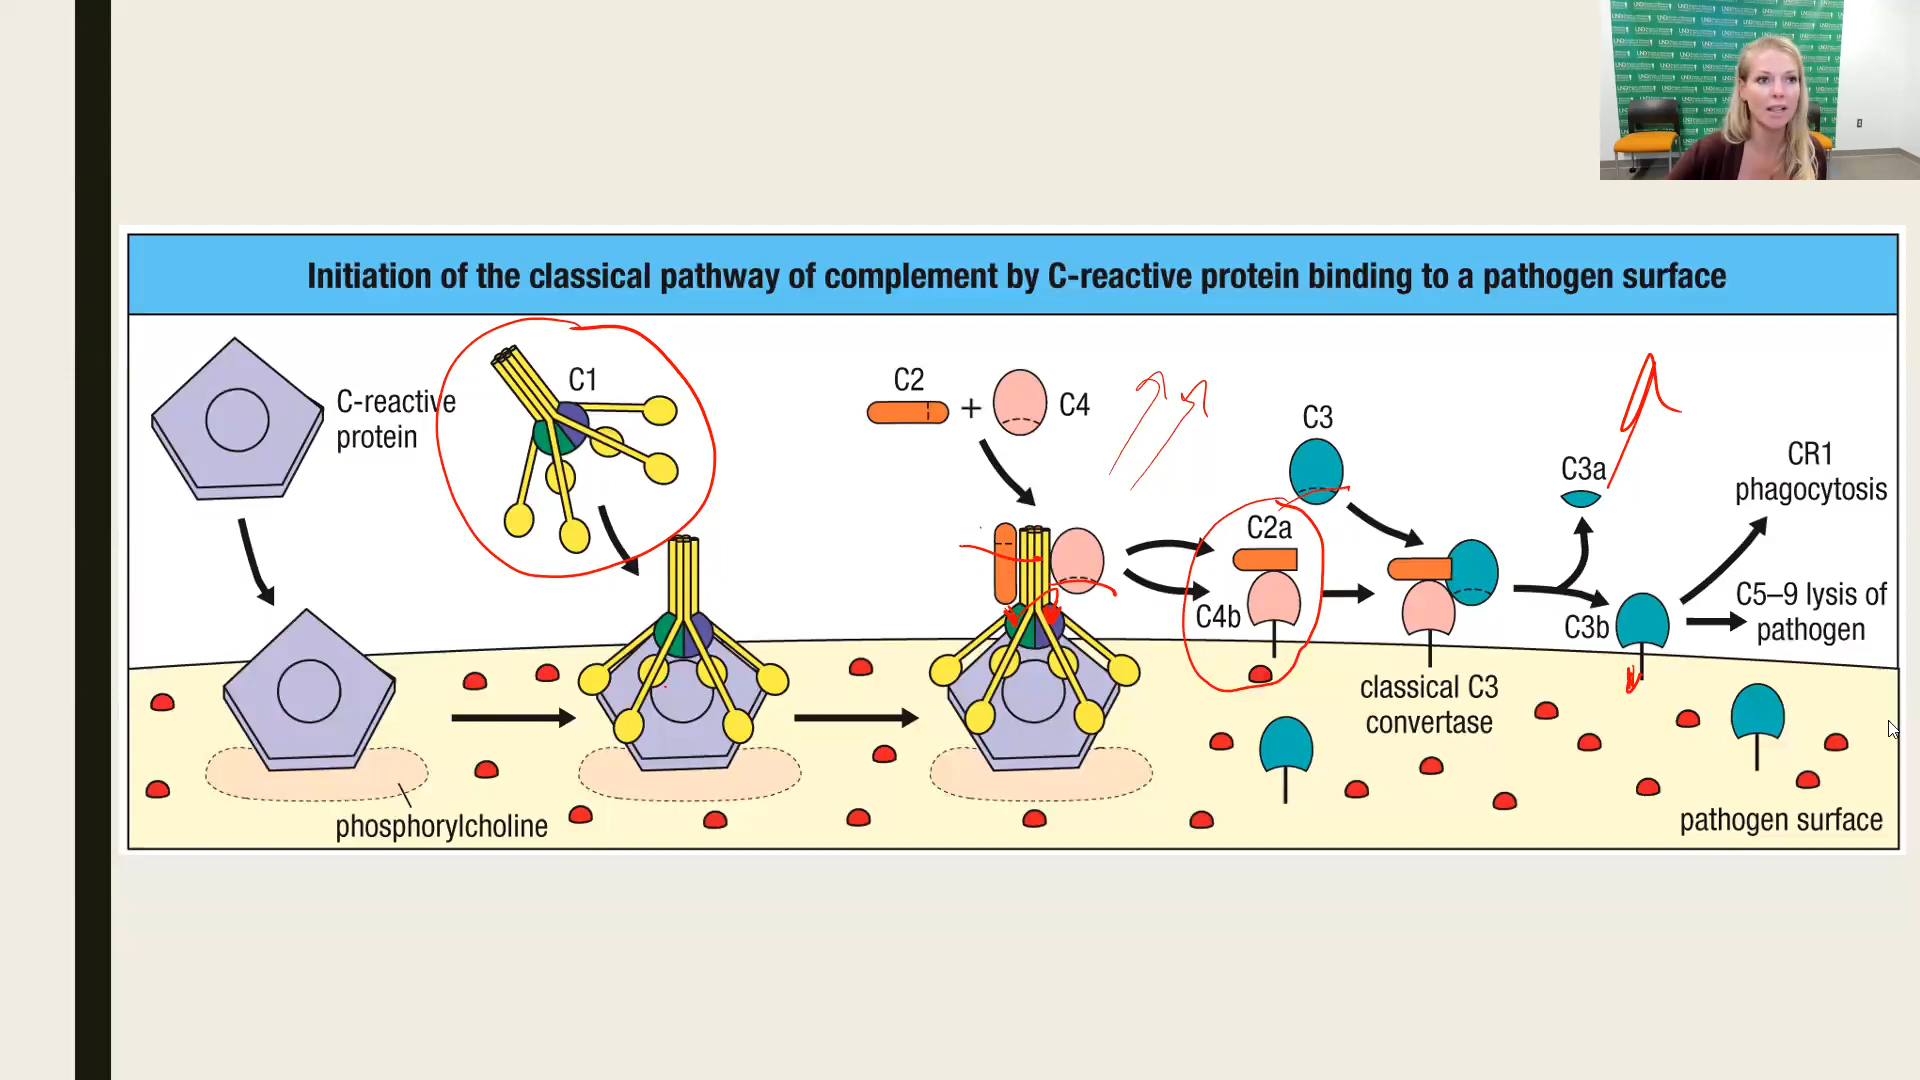 Initiation of the classical pathway of complement by C-reactive protein binding to a pathogen surface
C-reactive
protein
C1
C2
+
C4
C3
C3a
CR1
phagocytosis
C2a
C4b
C3b
C5–9 lysis of
pathogen
classical C3
convertase
phosphorylcholine
pathogen surface